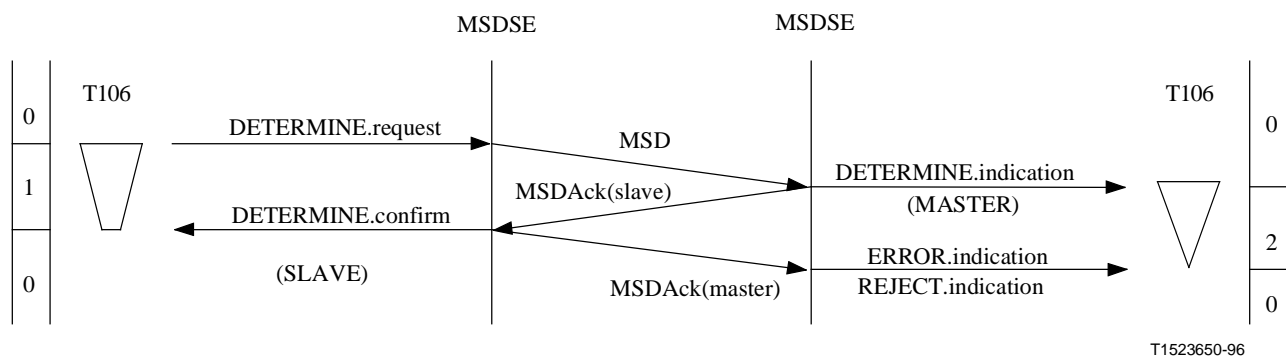 MSDSE MSDSE
T106 T106
0 0
DETERMINE.request MSD
1 MSDAck(slave) DETERMINE.indication
DETERMINE.confirm (MASTER)
2
0 (SLAVE) MSDAck(master) ERROR.indication
REJECT.indication 0
T1523650-96